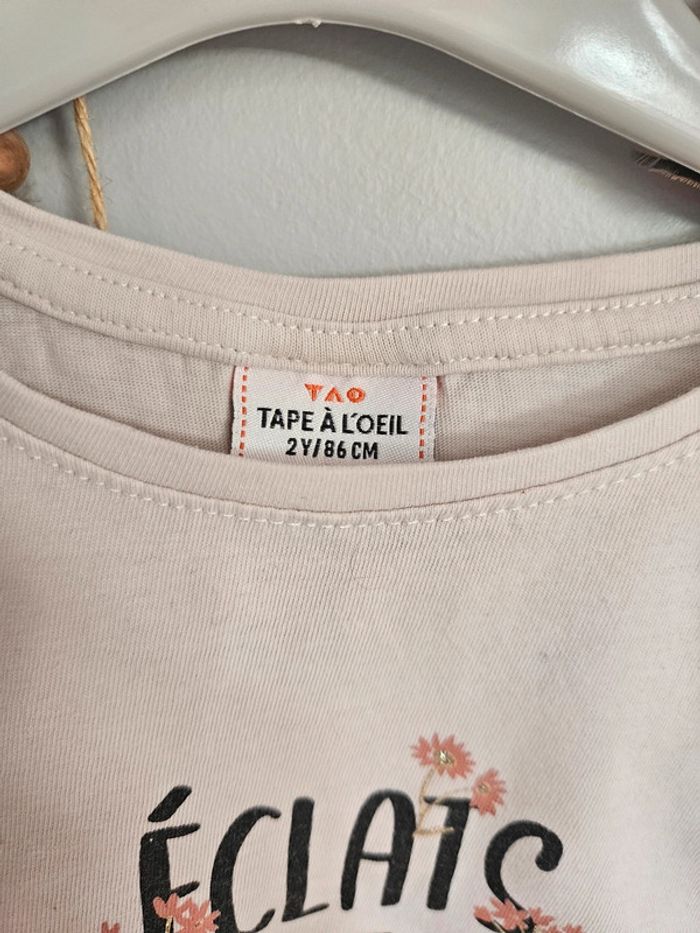 TAO
TAPE À L'OEIL
2Y/86 CM
ÉCLATS